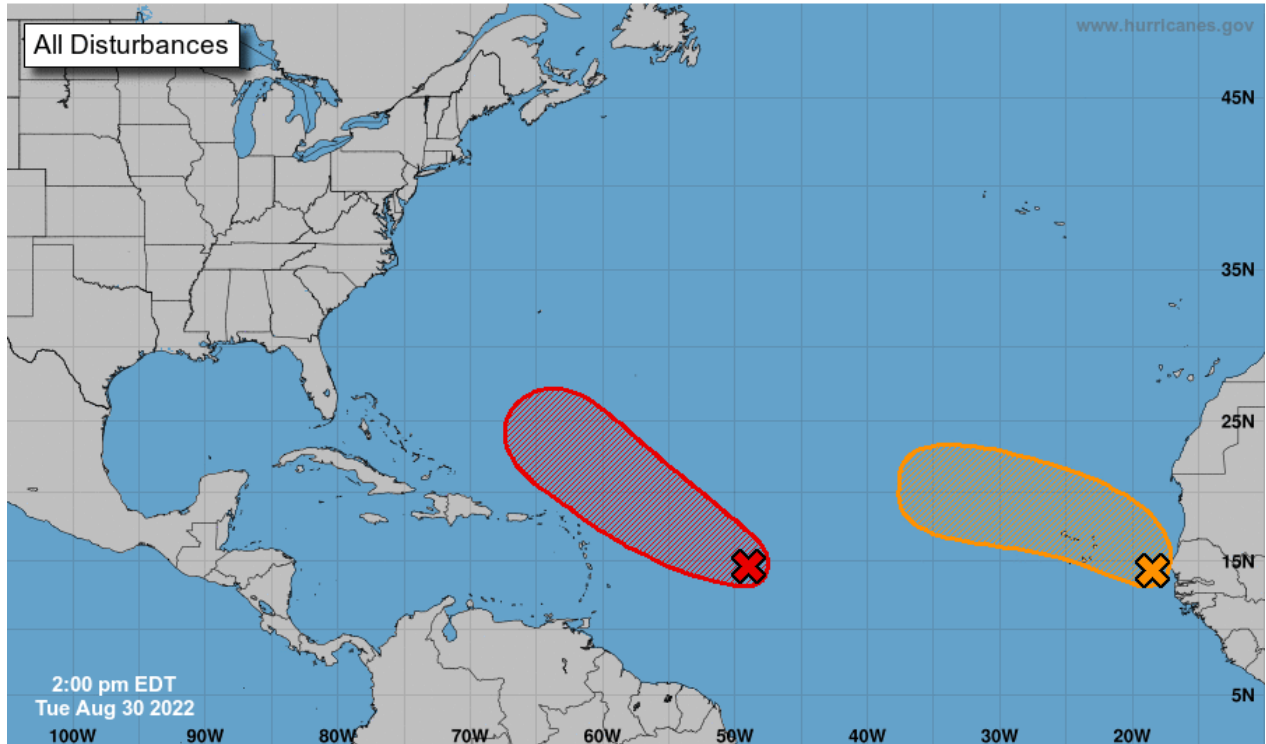 All Disturbances
www.hurricanes.gov
45N
35N
25N
15N
5N
2:00 pm EDT
Tue Aug 30 2022
100W 90W 80W 70W 60W 50W 40W 30W 20W